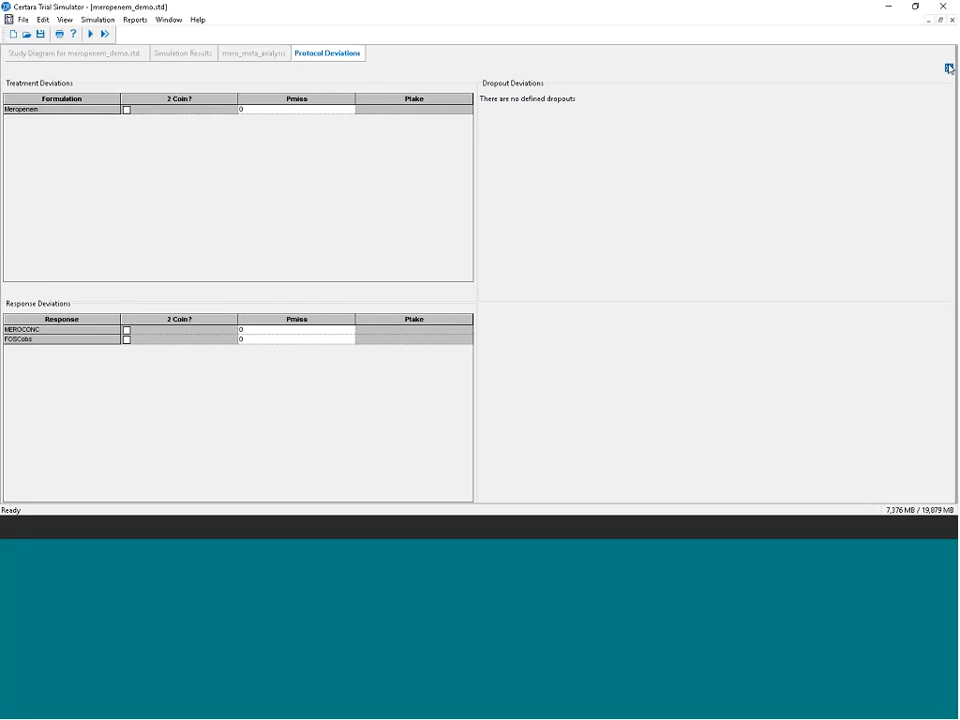 Certara Trial Simulator - [meropenem_demo.std]
File Edit View Simulation Reports Window Help
Study Diagram for meropenem_demo.std Simulation Results mero_meta_analysis Protocol Deviations
Treatment Deviations
Formulation 2 Coin? Pmiss Ptake
Meropenem 0
Dropout Deviations
There are no defined dropouts
Response Deviations
Response 2 Coin? Pmiss Ptake
MEROCONC 0
FOSCobs 0
Ready 7,376 MB / 19,879 MB